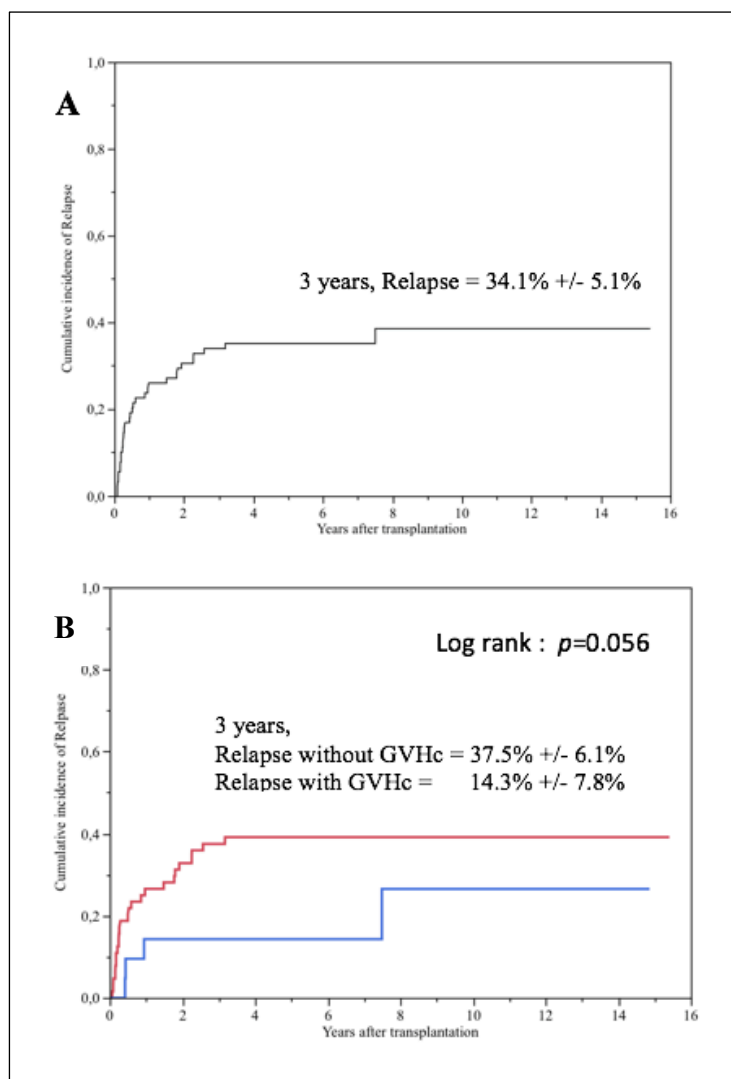 A
1,0
0,8
0,6
0,4
0,2
0,0
Cumulative incidence of Relapse
3 years, Relapse = 34.1% +/- 5.1%
0 2 4 6 8 10 12 14 16
Years after transplantation
B
1,0
0,8
0,6
0,4
0,2
0,0
Cumulative incidence of Relpase
Log rank : p=0.056
3 years,
Relapse without GVHc = 37.5% +/- 6.1%
Relapse with GVHc = 14.3% +/- 7.8%
0 2 4 6 8 10 12 14 16
Years after transplantation